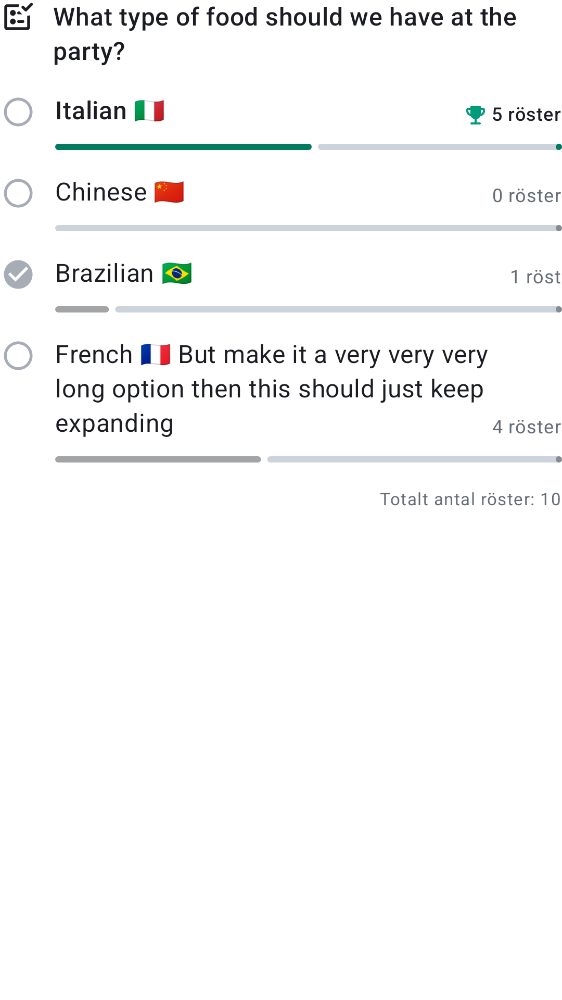 What type of food should we have at the
party?
Italian 🇮🇹
5 röster
Chinese 🇨🇳
0 röster
Brazilian 🇧🇷
1 röst
French 🇫🇷 But make it a very very very
long option then this should just keep
expanding
4 röster
Totalt antal röster: 10